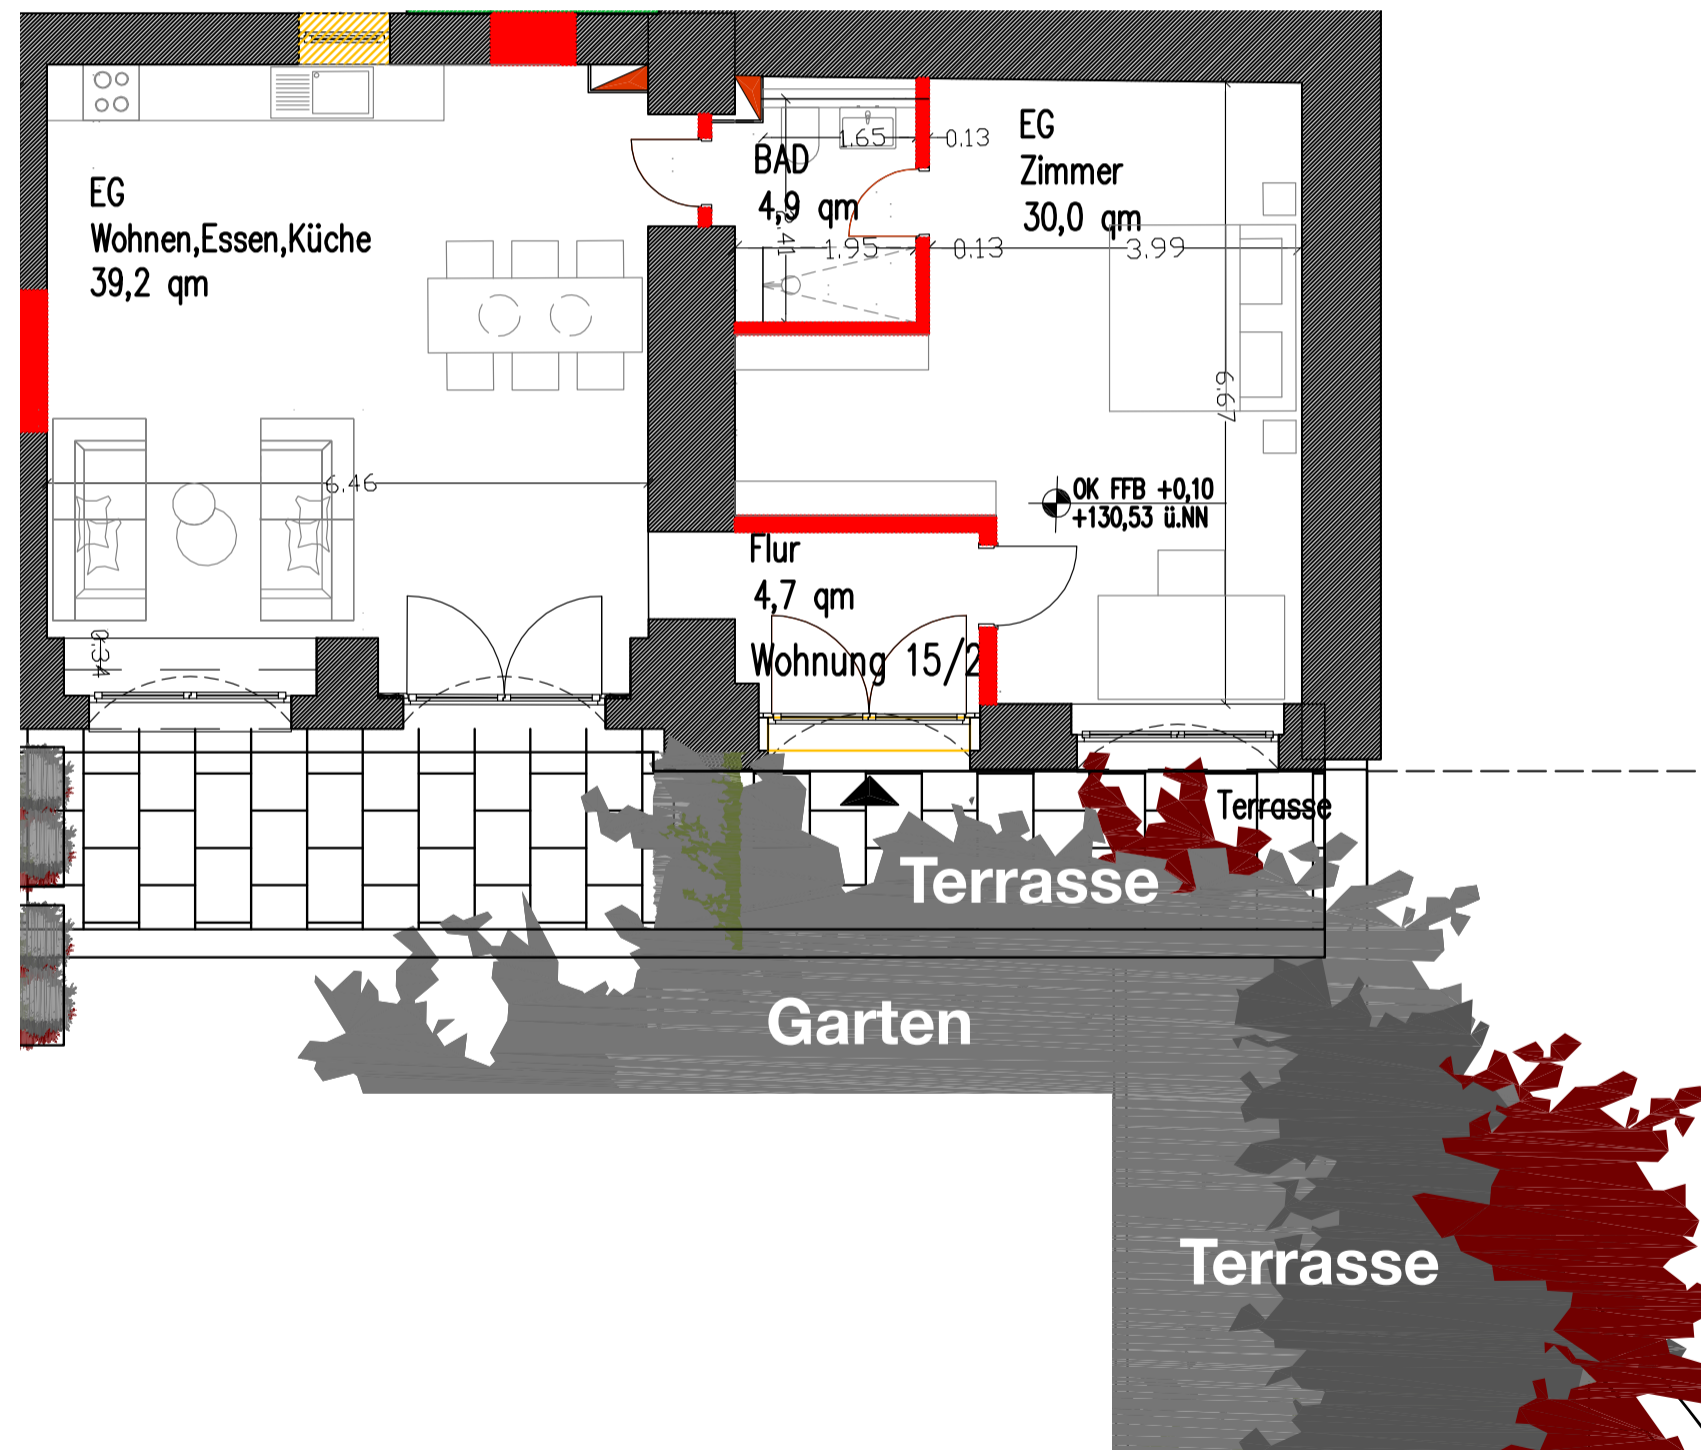 EG
Wohnen,Essen,Küche
39,2 qm
BAD
4,9 qm
1.65
0.13
EG
Zimmer
30,0 qm
1.95
0.13
3.99
6.67
6.46
OK FFB +0,10
+130,53 ü.NN
Flur
4,7 qm
Wohnung 15/2
0.34
Terrasse
Terrasse
Garten
Terrasse